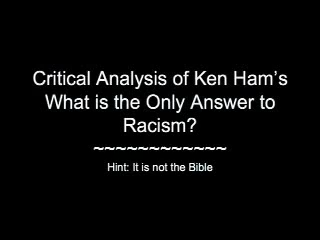 Critical Analysis of Ken Ham's
What is the Only Answer to
Racism?
~~~~~~~~~~~~
Hint: It is not the Bible